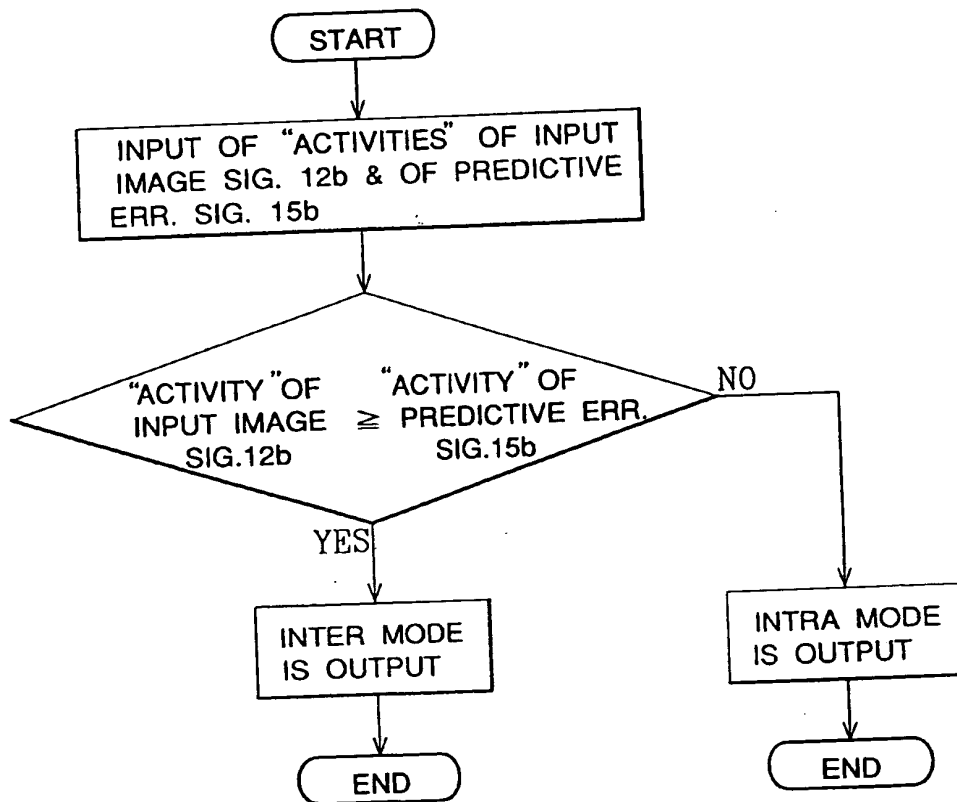 START
INPUT OF “ACTIVITIES” OF INPUT
IMAGE SIG. 12b & OF PREDICTIVE
ERR. SIG. 15b
“ACTIVITY” OF
INPUT IMAGE
SIG.12b
≧
“ACTIVITY” OF
PREDICTIVE ERR.
SIG.15b
NO
YES
INTER MODE
IS OUTPUT
INTRA MODE
IS OUTPUT
END
END